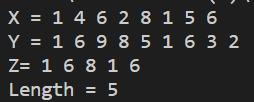 X = 1 4 6 2 8 1 5 6
Y = 1 6 9 8 5 1 6 3 2
Z= 1 6 8 1 6
Length = 5